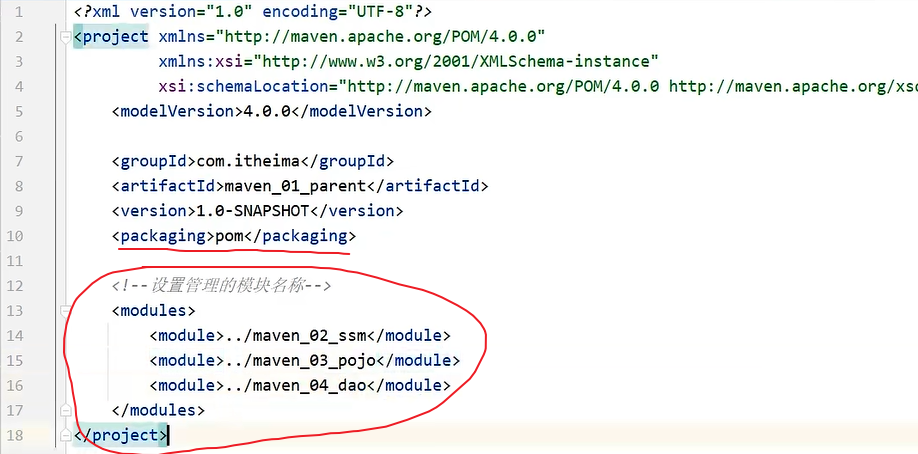 1 <?xml version="1.0" encoding="UTF-8"?>
2 <project xmlns="http://maven.apache.org/POM/4.0.0"
3 xmlns:xsi="http://www.w3.org/2001/XMLSchema-instance"
4 xsi:schemaLocation="http://maven.apache.org/POM/4.0.0 http://maven.apache.org/xsd
5 <modelVersion>4.0.0</modelVersion>
6
7 <groupId>com.itheima</groupId>
8 <artifactId>maven_01_parent</artifactId>
9 <version>1.0-SNAPSHOT</version>
10 <packaging>pom</packaging>
11
12 <!--设置管理的模块名称-->
13 <modules>
14 <module>../maven_02_ssm</module>
15 <module>../maven_03_pojo</module>
16 <module>../maven_04_dao</module>
17 </modules>
18 </project>